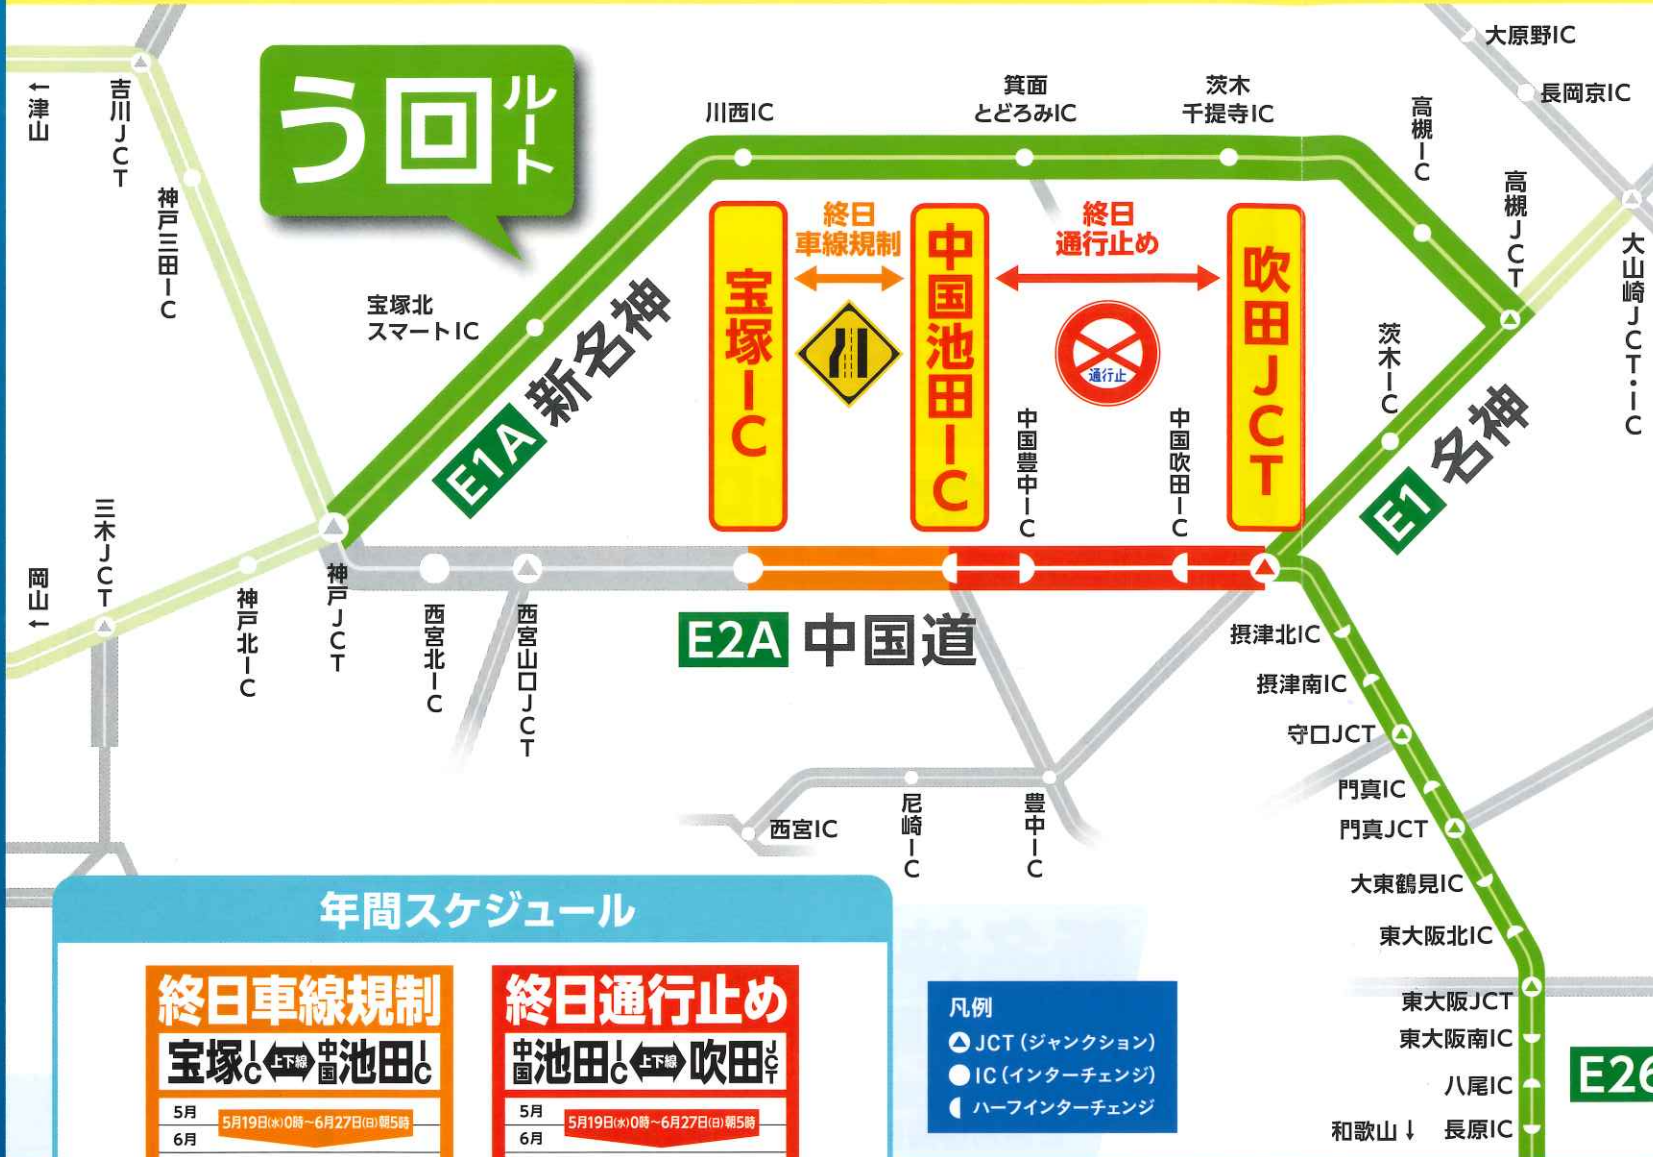 大原野IC
長岡京IC
う回ルート
←津山
吉川JCT
神戸三田IC
川西IC
箕面
とどろみIC
茨木
千提寺IC
高槻IC
高槻JCT
大山崎JCT・IC
宝塚北
スマートIC
E1A 新名神
宝塚IC
終日
車線規制
中国池田IC
終日
通行止め
通行止
吹田JCT
中国豊中IC
中国吹田IC
茨木IC
E1 名神
三木JCT
岡山←
神戸北IC
神戸JCT
西宮北IC
西宮山口JCT
E2A 中国道
摂津北IC
摂津南IC
守口JCT
門真IC
門真JCT
大東鶴見IC
東大阪北IC
東大阪JCT
東大阪南IC
八尾IC
和歌山↓
長原IC
E26
西宮IC
尼崎IC
豊中IC
年間スケジュール
終日車線規制
宝塚IC 上下線 中国池田IC
5月
5月19日(水)0時~6月27日(日)朝5時
6月
終日通行止め
中国池田IC 上下線 吹田JCT
5月
5月19日(水)0時~6月27日(日)朝5時
6月
凡例
JCT(ジャンクション)
IC(インターチェンジ)
ハーフインターチェンジ